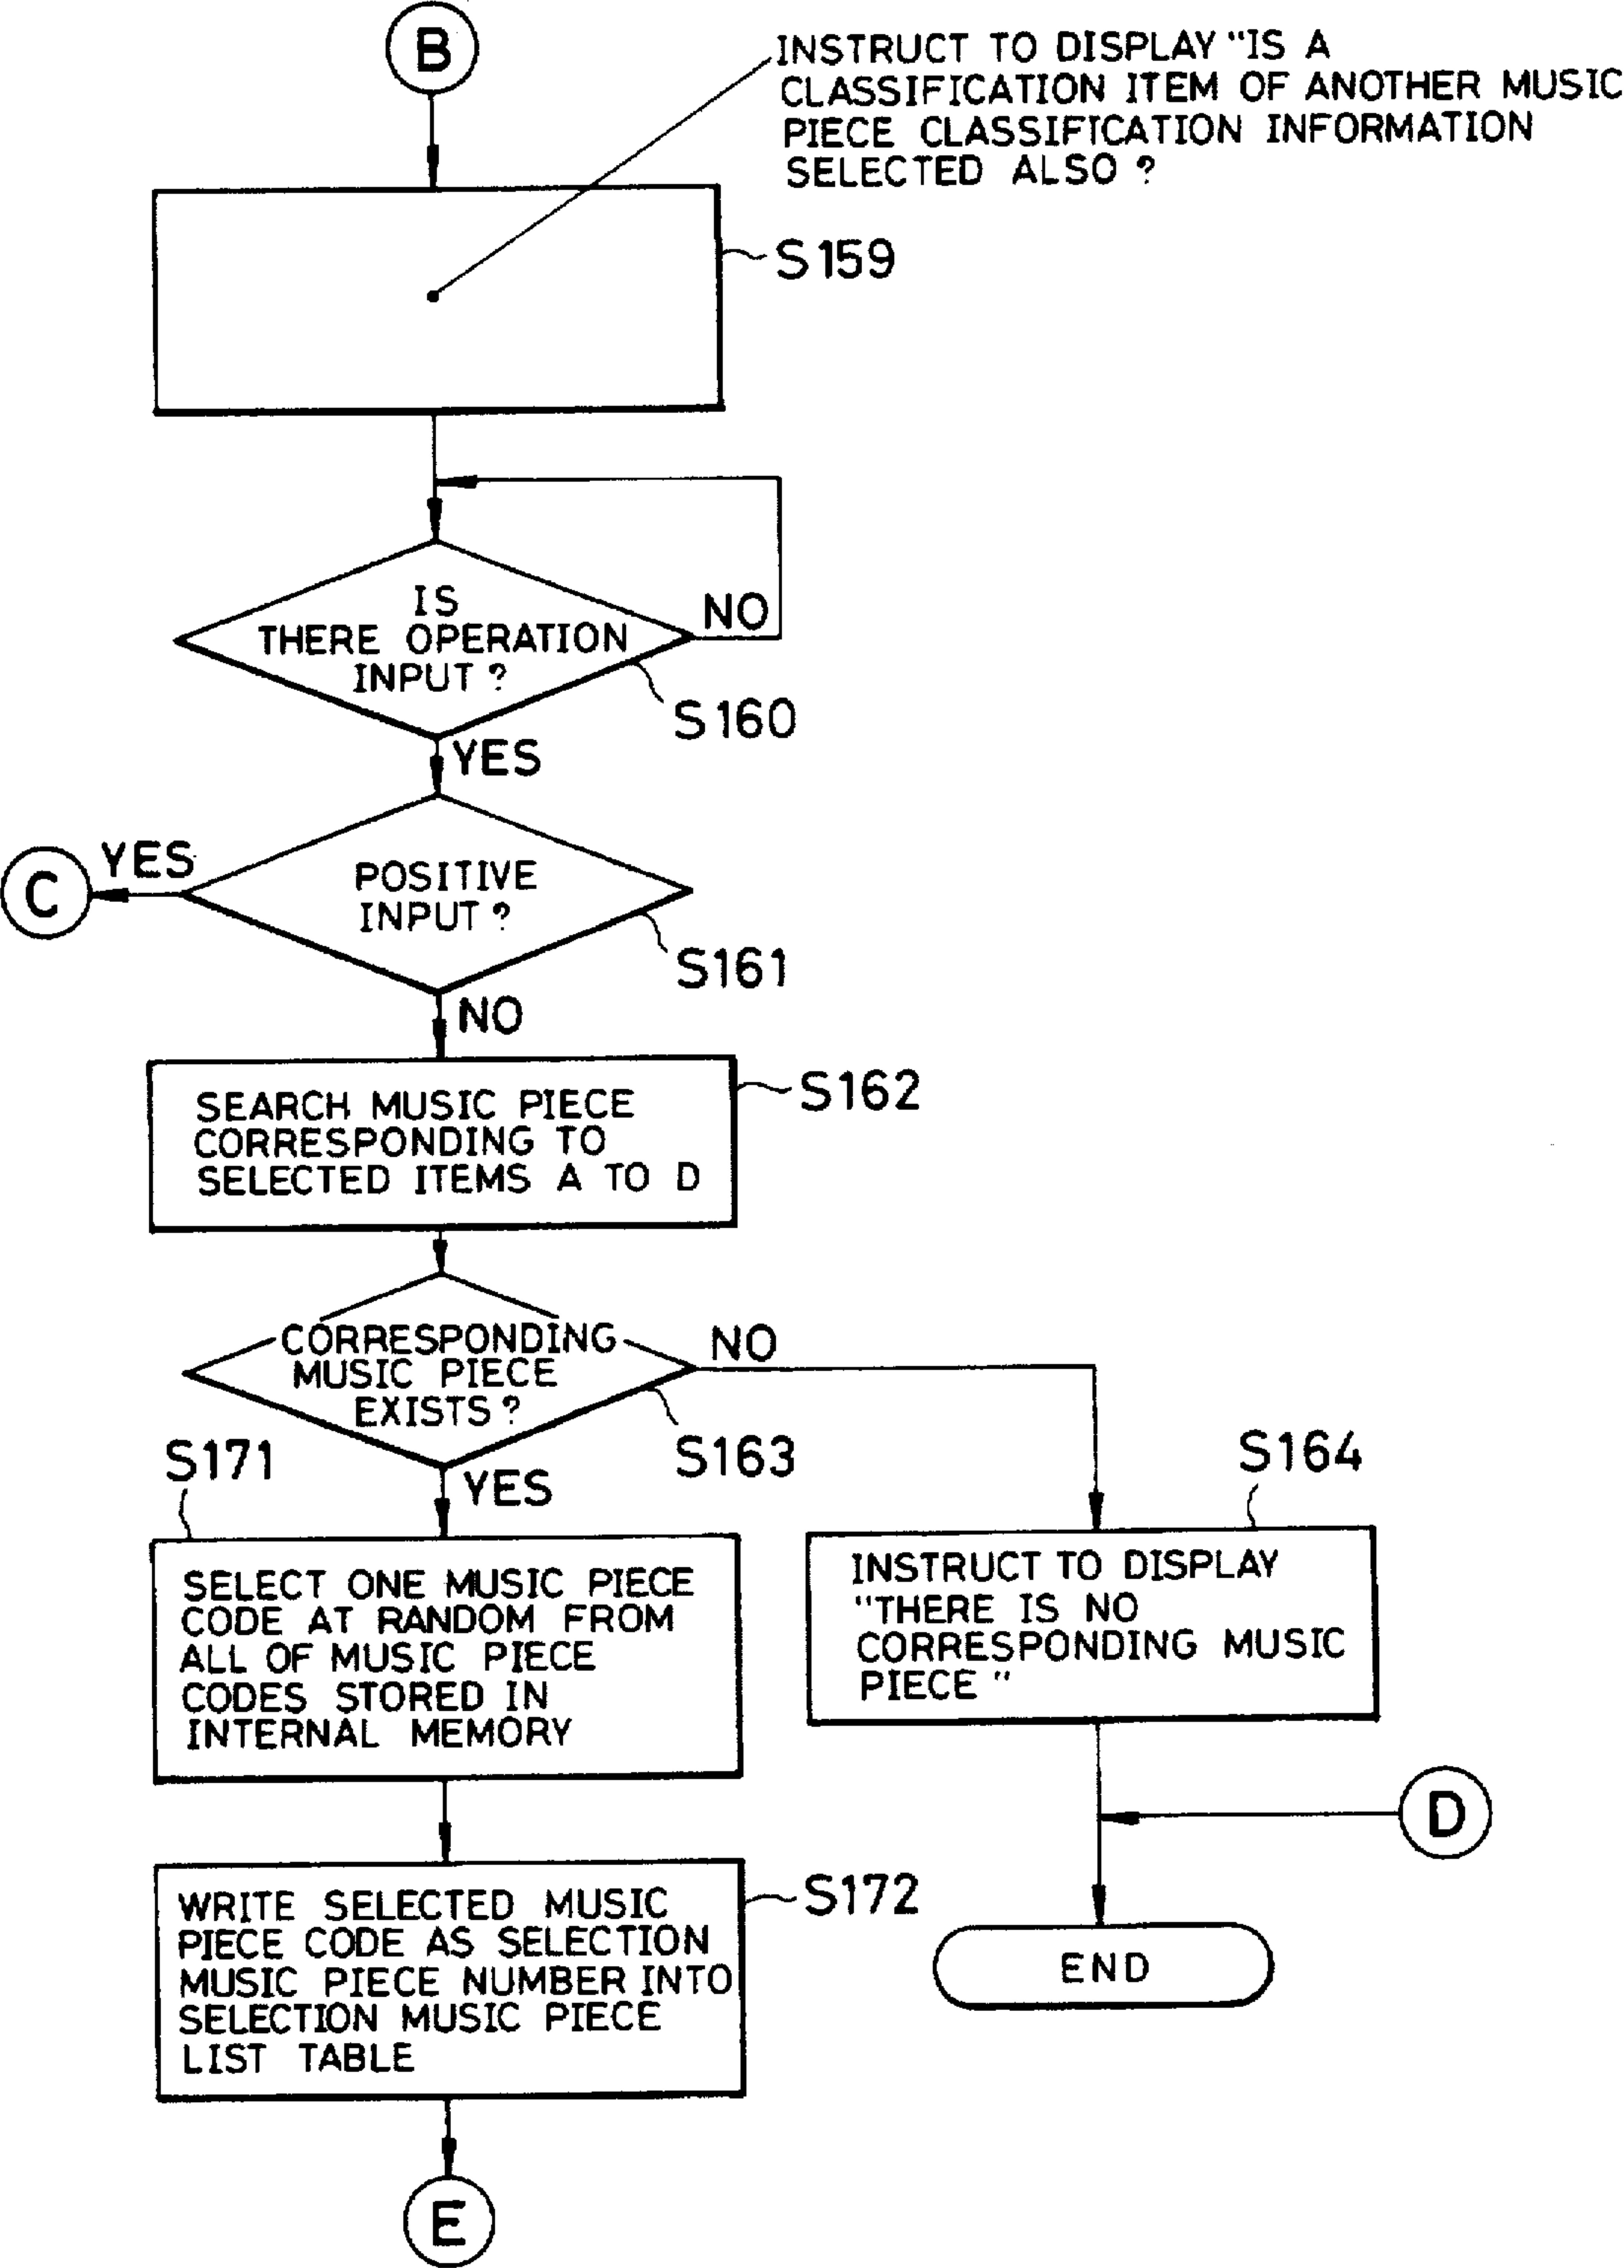 B
INSTRUCT TO DISPLAY "IS A
CLASSIFICATION ITEM OF ANOTHER MUSIC
PIECE CLASSIFICATION INFORMATION
SELECTED ALSO ?
S159
IS
THERE OPERATION
INPUT ?
NO
S160
YES
POSITIVE
INPUT ?
YES
C
S161
NO
SEARCH MUSIC PIECE
CORRESPONDING TO
SELECTED ITEMS A TO D
S162
CORRESPONDING
MUSIC PIECE
EXISTS ?
NO
S163
YES
S171
SELECT ONE MUSIC PIECE
CODE AT RANDOM FROM
ALL OF MUSIC PIECE
CODES STORED IN
INTERNAL MEMORY
S164
INSTRUCT TO DISPLAY
"THERE IS NO
CORRESPONDING MUSIC
PIECE "
D
WRITE SELECTED MUSIC
PIECE CODE AS SELECTION
MUSIC PIECE NUMBER INTO
SELECTION MUSIC PIECE
LIST TABLE
S172
END
E